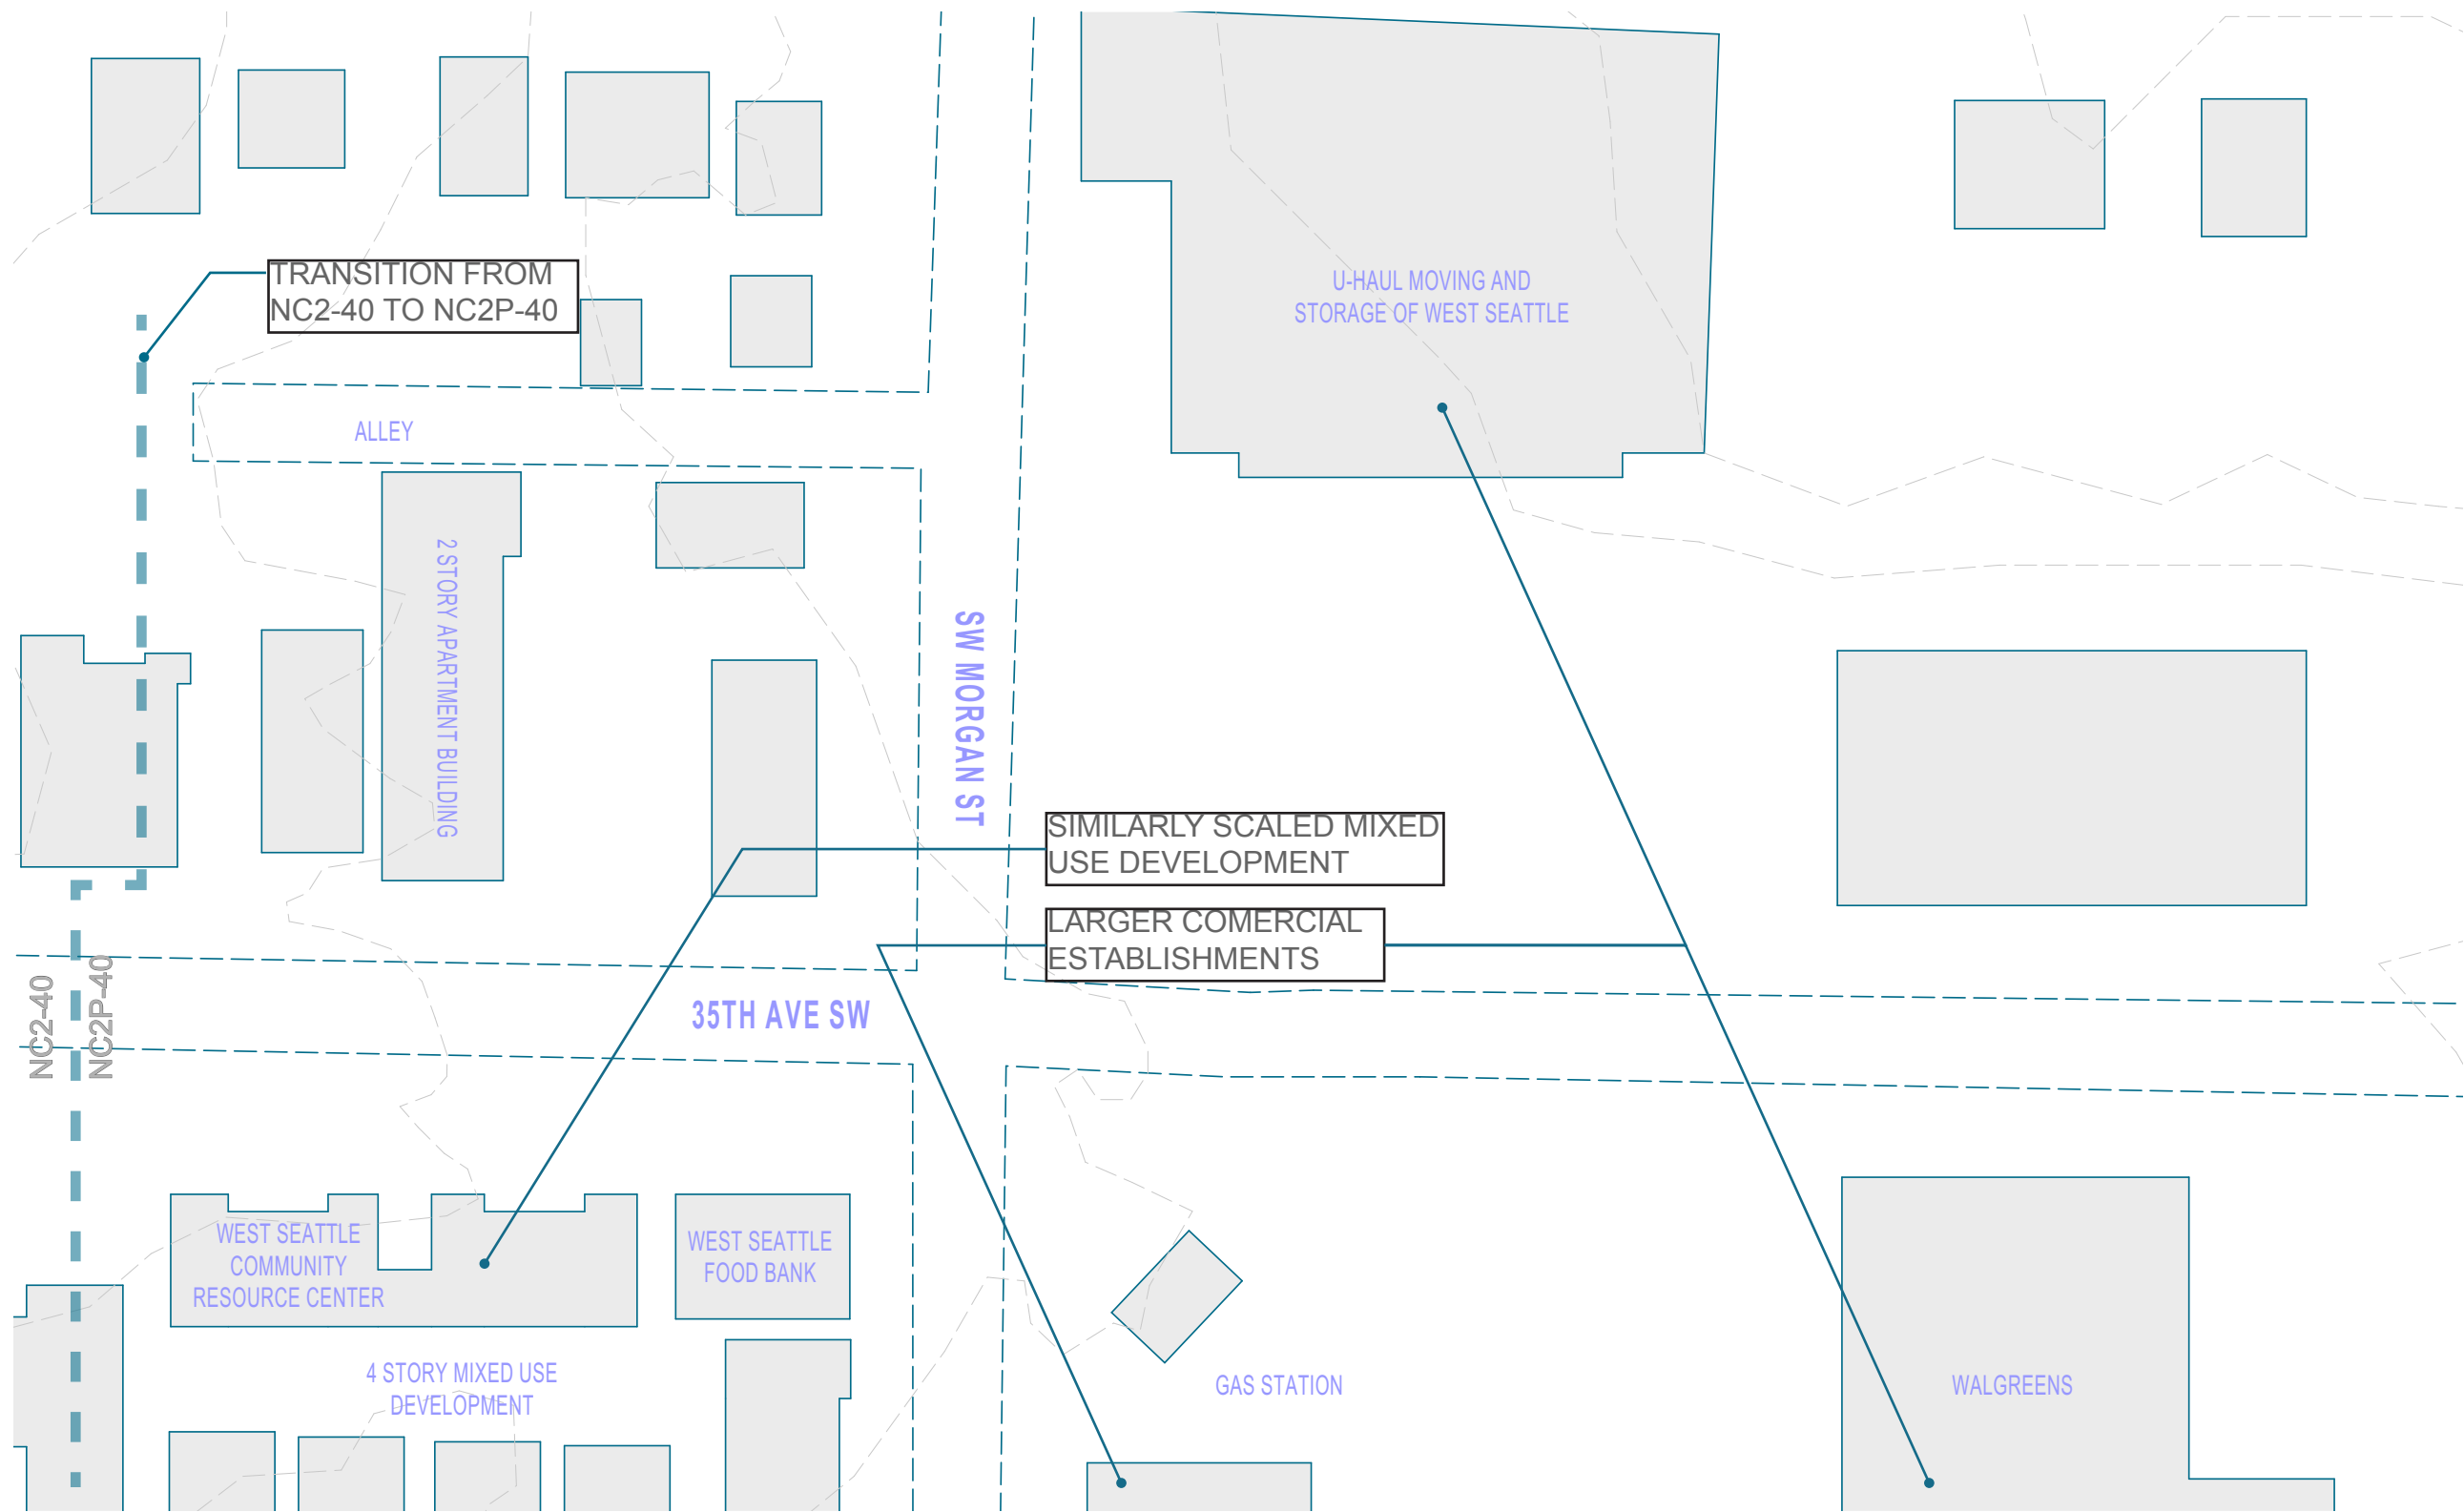 TRANSITION FROM
NC2-40 TO NC2P-40
U-HAUL MOVING AND
STORAGE OF WEST SEATTLE
ALLEY
2 STORY APARTMENT BUILDING
SW MORGAN ST
SIMILARLY SCALED MIXED
USE DEVELOPMENT
LARGER COMERCIAL
ESTABLISHMENTS
NC2-40
NC2P-40
35TH AVE SW
WEST SEATTLE
COMMUNITY
RESOURCE CENTER
WEST SEATTLE
FOOD BANK
4 STORY MIXED USE
DEVELOPMENT
GAS STATION
WALGREENS